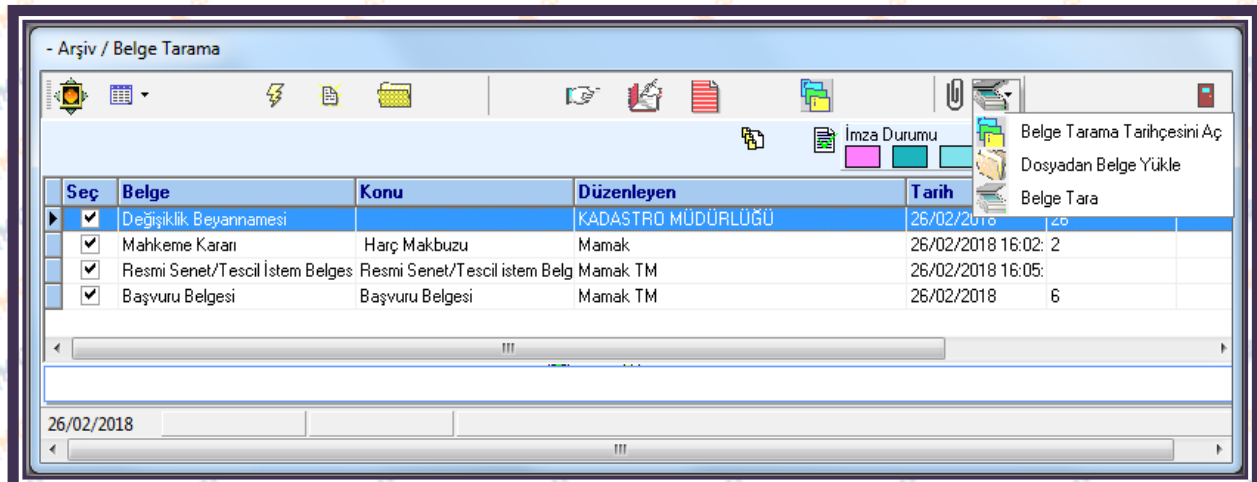 - Arşiv / Belge Tarama
İmza Durumu
Belge Tarama Tarihçesini Aç
Dosyadan Belge Yükle
Belge Tara
Seç Belge Konu Düzenleyen Tarih
Değişiklik Beyannamesi KADASTRO MÜDÜRLÜĞÜ 26/02/2018 26
Mahkeme Kararı Harç Makbuzu Mamak 26/02/2018 16:02: 2
Resmi Senet/Tescil İstem Belges Resmi Senet/Tescil istem Belg Mamak TM 26/02/2018 16:05:
Başvuru Belgesi Başvuru Belgesi Mamak TM 26/02/2018 6
26/02/2018